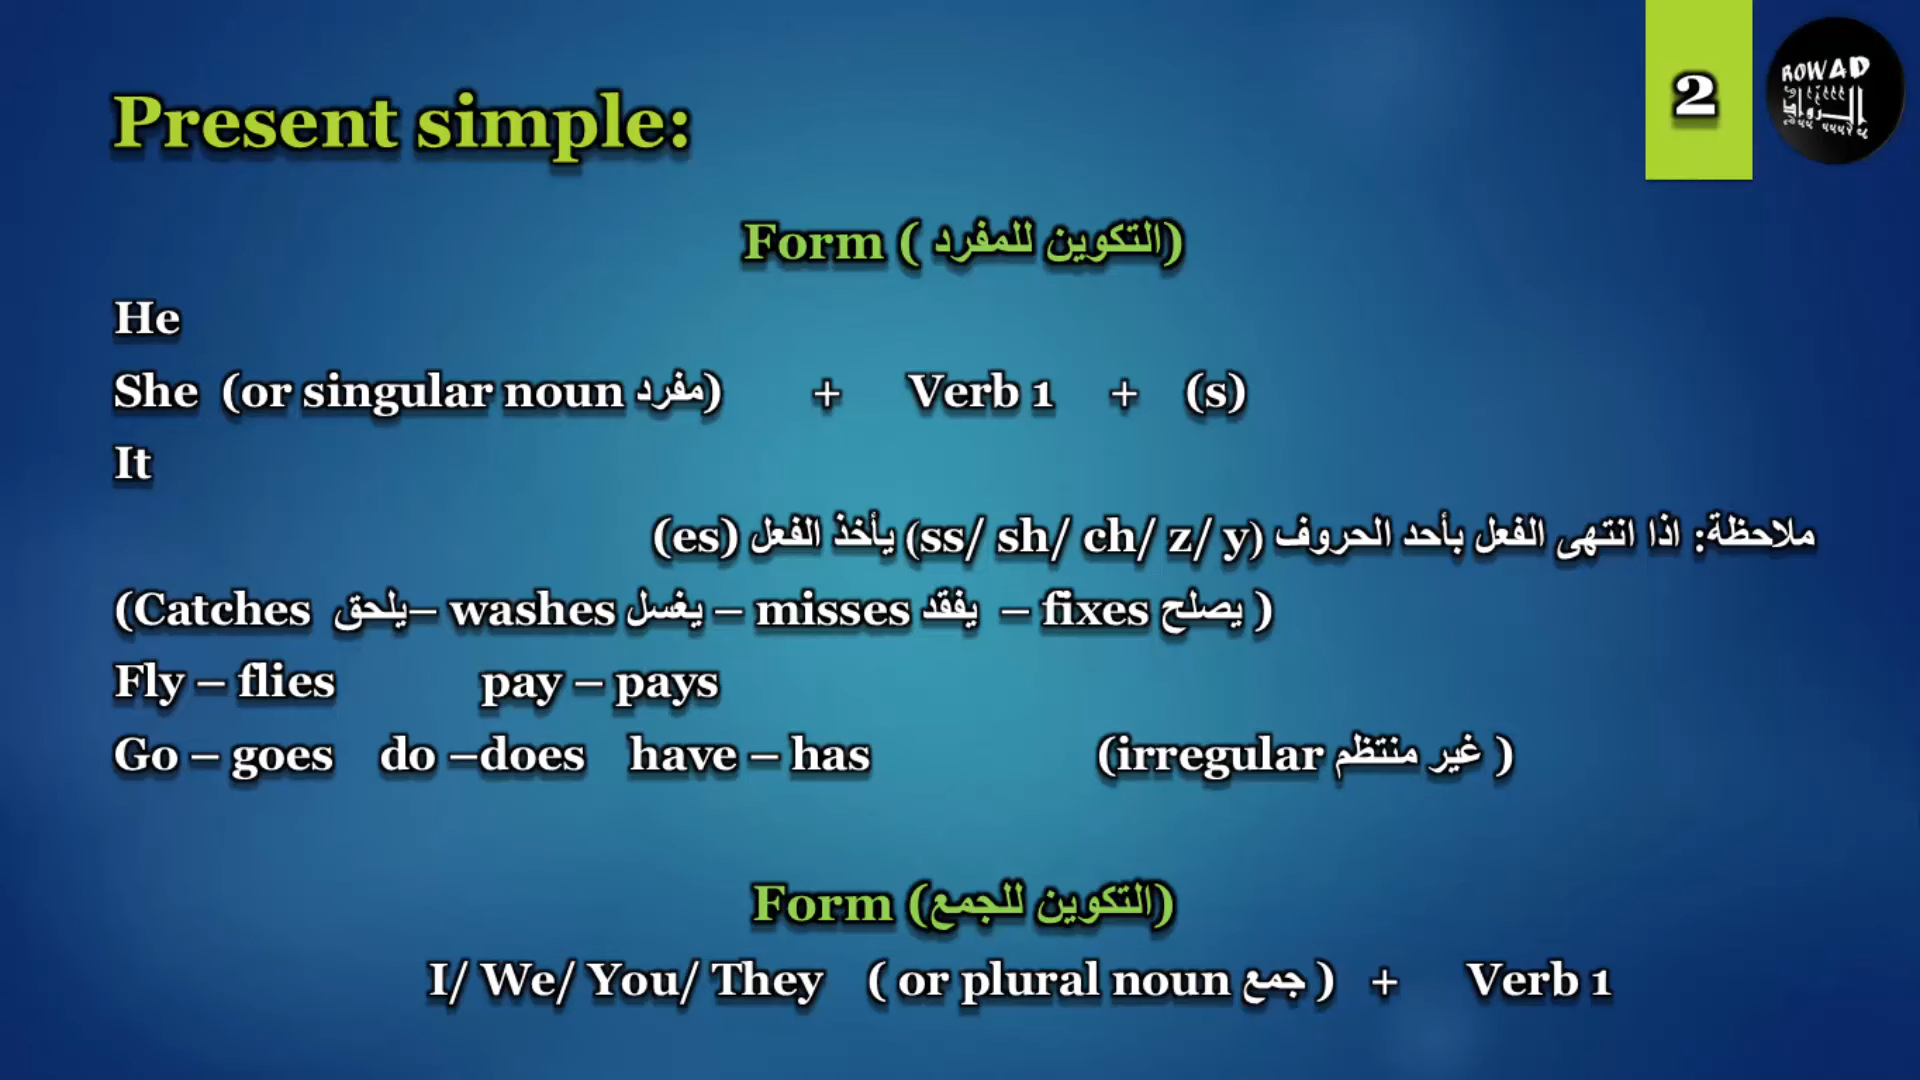 2
ROWAD
الرواد
Present simple:
Form ( التكوين للمفرد)
He
She (or singular noun مفرد) + Verb 1 + (s)
It
ملاحظة: اذا انتهى الفعل بأحد الحروف (ss/ sh/ ch/ z/ y) يأخذ الفعل (es)
(Catches يلحق– washes يغسل – misses يفقد – fixes يصلح )
Fly – flies pay – pays
Go – goes do –does have – has (irregular غير منتظم )
Form (التكوين للجمع)
I/ We/ You/ They ( or plural noun جمع ) + Verb 1